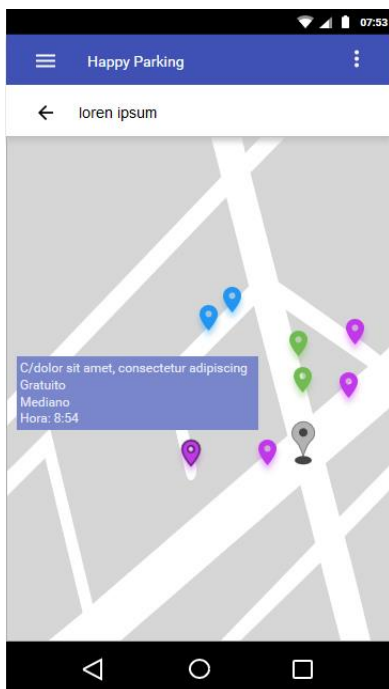 07:53
Happy Parking
loren ipsum
C/dolor sit amet, consectetur adipiscing
Gratuito
Mediano
Hora: 8:54